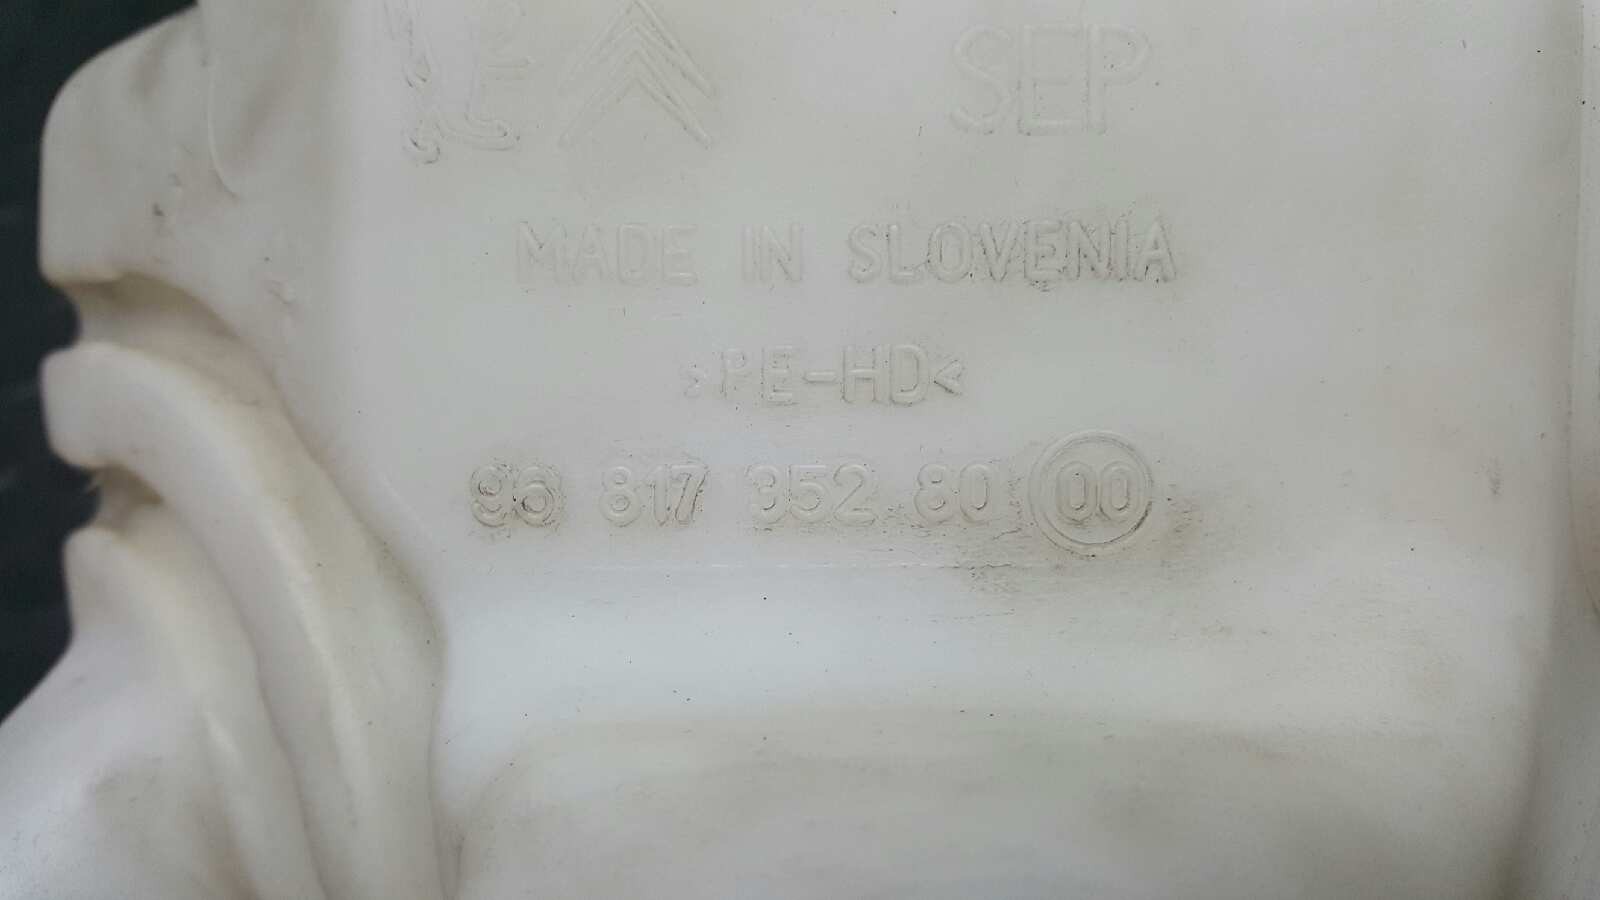 SEP
MADE IN SLOVENIA
>PE-HD<
96 817 352 80 00